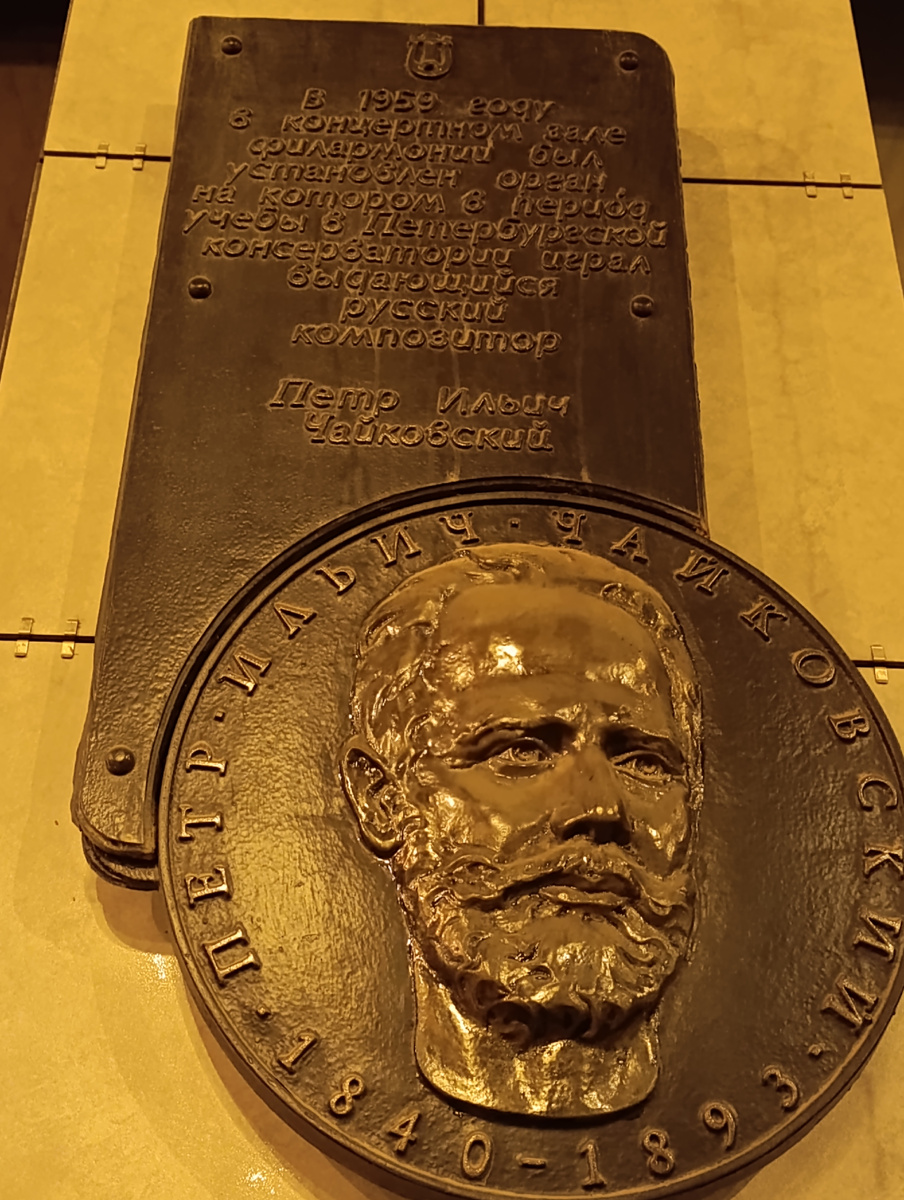 В 1959 году
в концертном зале
филармонии был
установлен орган,
на котором в период
учебы в Петербургской
консерватории играл
выдающийся
русский
композитор
Петр Ильич
Чайковский
ПЕТР · ИЛЬИЧ · ЧАЙКОВСКИЙ · 1840–1893 ·